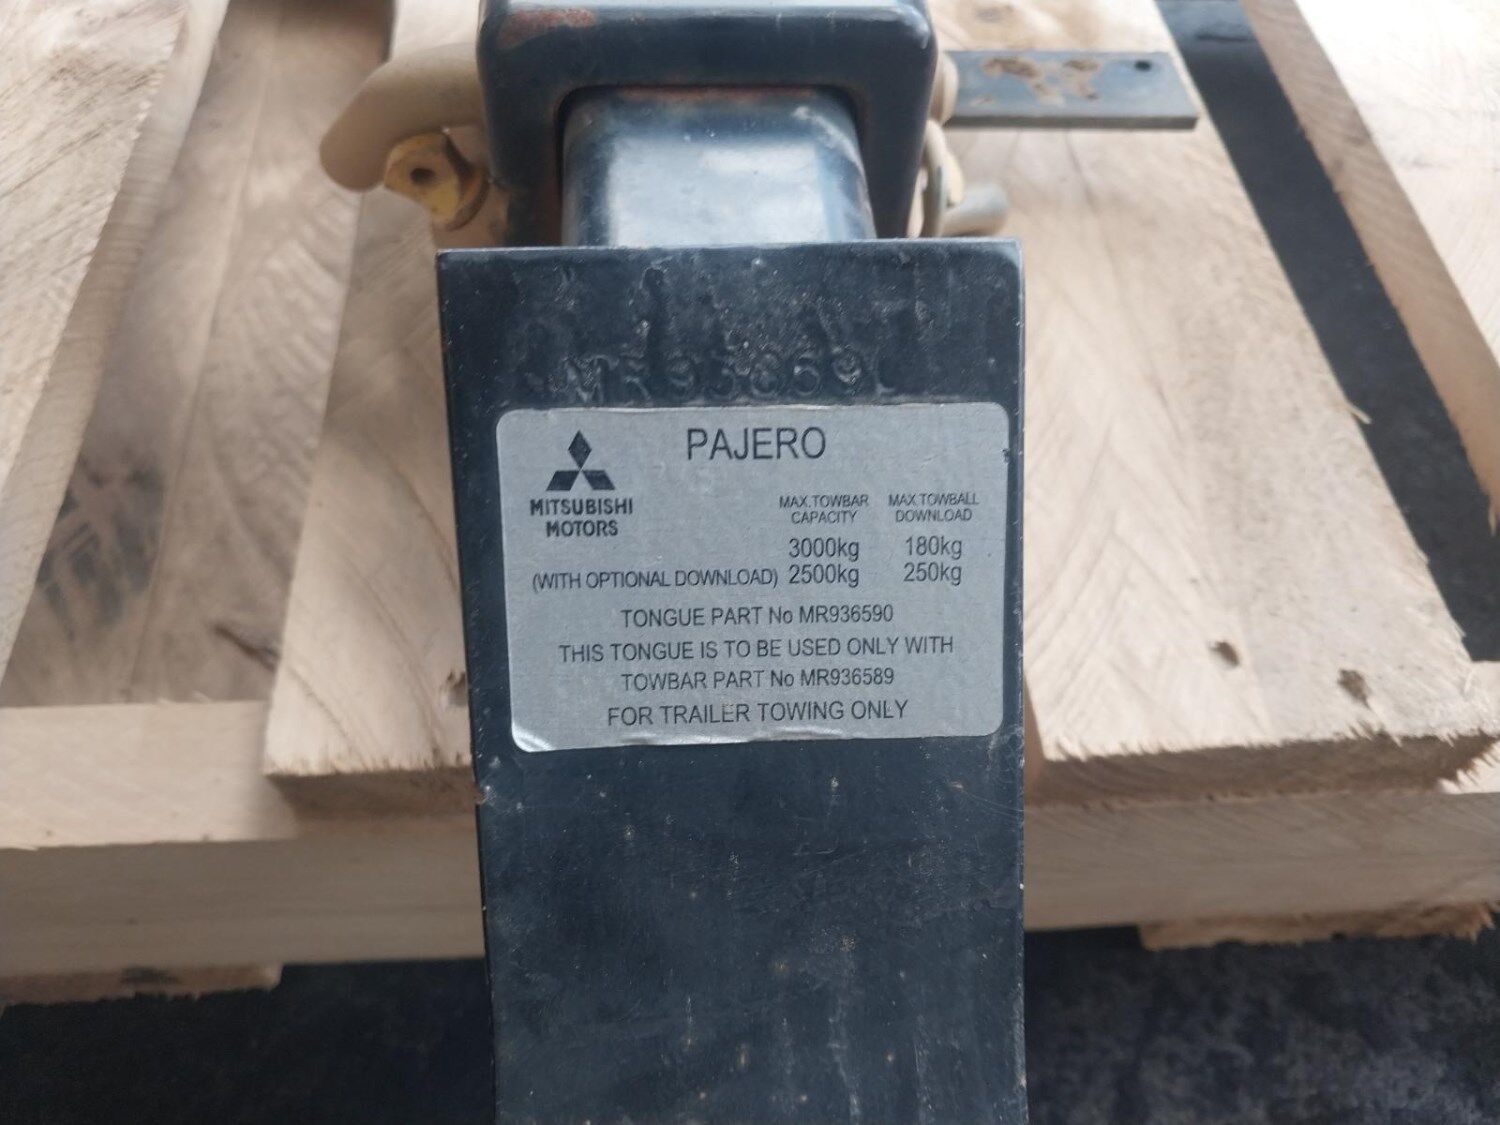 PAJERO
MITSUBISHI
MOTORS
MAX.TOWBAR CAPACITY MAX.TOWBALL DOWNLOAD
3000kg 180kg
(WITH OPTIONAL DOWNLOAD) 2500kg 250kg
TONGUE PART No MR936590
THIS TONGUE IS TO BE USED ONLY WITH
TOWBAR PART No MR936589
FOR TRAILER TOWING ONLY